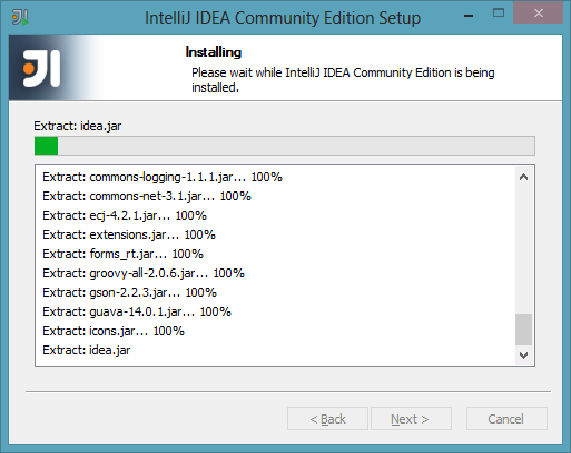 IntelliJ IDEA Community Edition Setup
Installing
Please wait while IntelliJ IDEA Community Edition is being
installed.
Extract: idea.jar
Extract: commons-logging-1.1.1.jar... 100%
Extract: commons-net-3.1.jar... 100%
Extract: ecj-4.2.1.jar... 100%
Extract: extensions.jar... 100%
Extract: forms_rt.jar... 100%
Extract: groovy-all-2.0.6.jar... 100%
Extract: gson-2.2.3.jar... 100%
Extract: guava-14.0.1.jar... 100%
Extract: icons.jar... 100%
Extract: idea.jar
< Back Next > Cancel